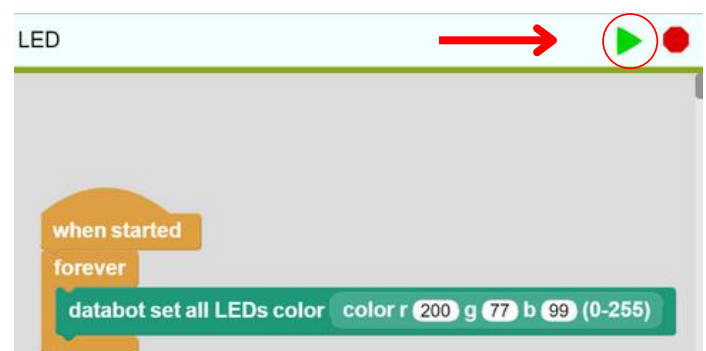 LED
when started
forever
databot set all LEDs color color r 200 g 77 b 99 (0-255)